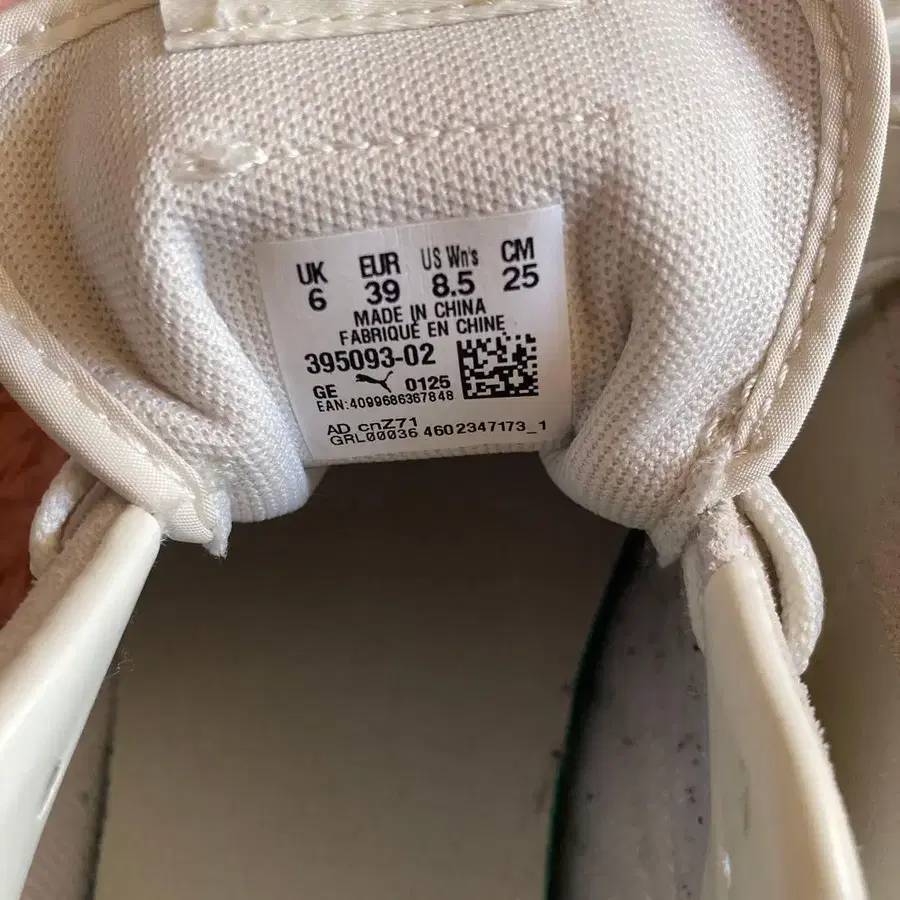 UK EUR US Wn's CM
6 39 8.5 25
MADE IN CHINA
FABRIQUÉ EN CHINE
395093-02
GE 0125
EAN:4099686367848
AD cnZ71
GRL00036 4602347173_1